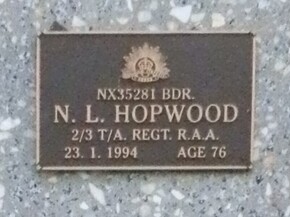 NX35281 BDR.
N. L. HOPWOOD
2/3 T/A. REGT. R.A.A.
23. 1. 1994 AGE 76